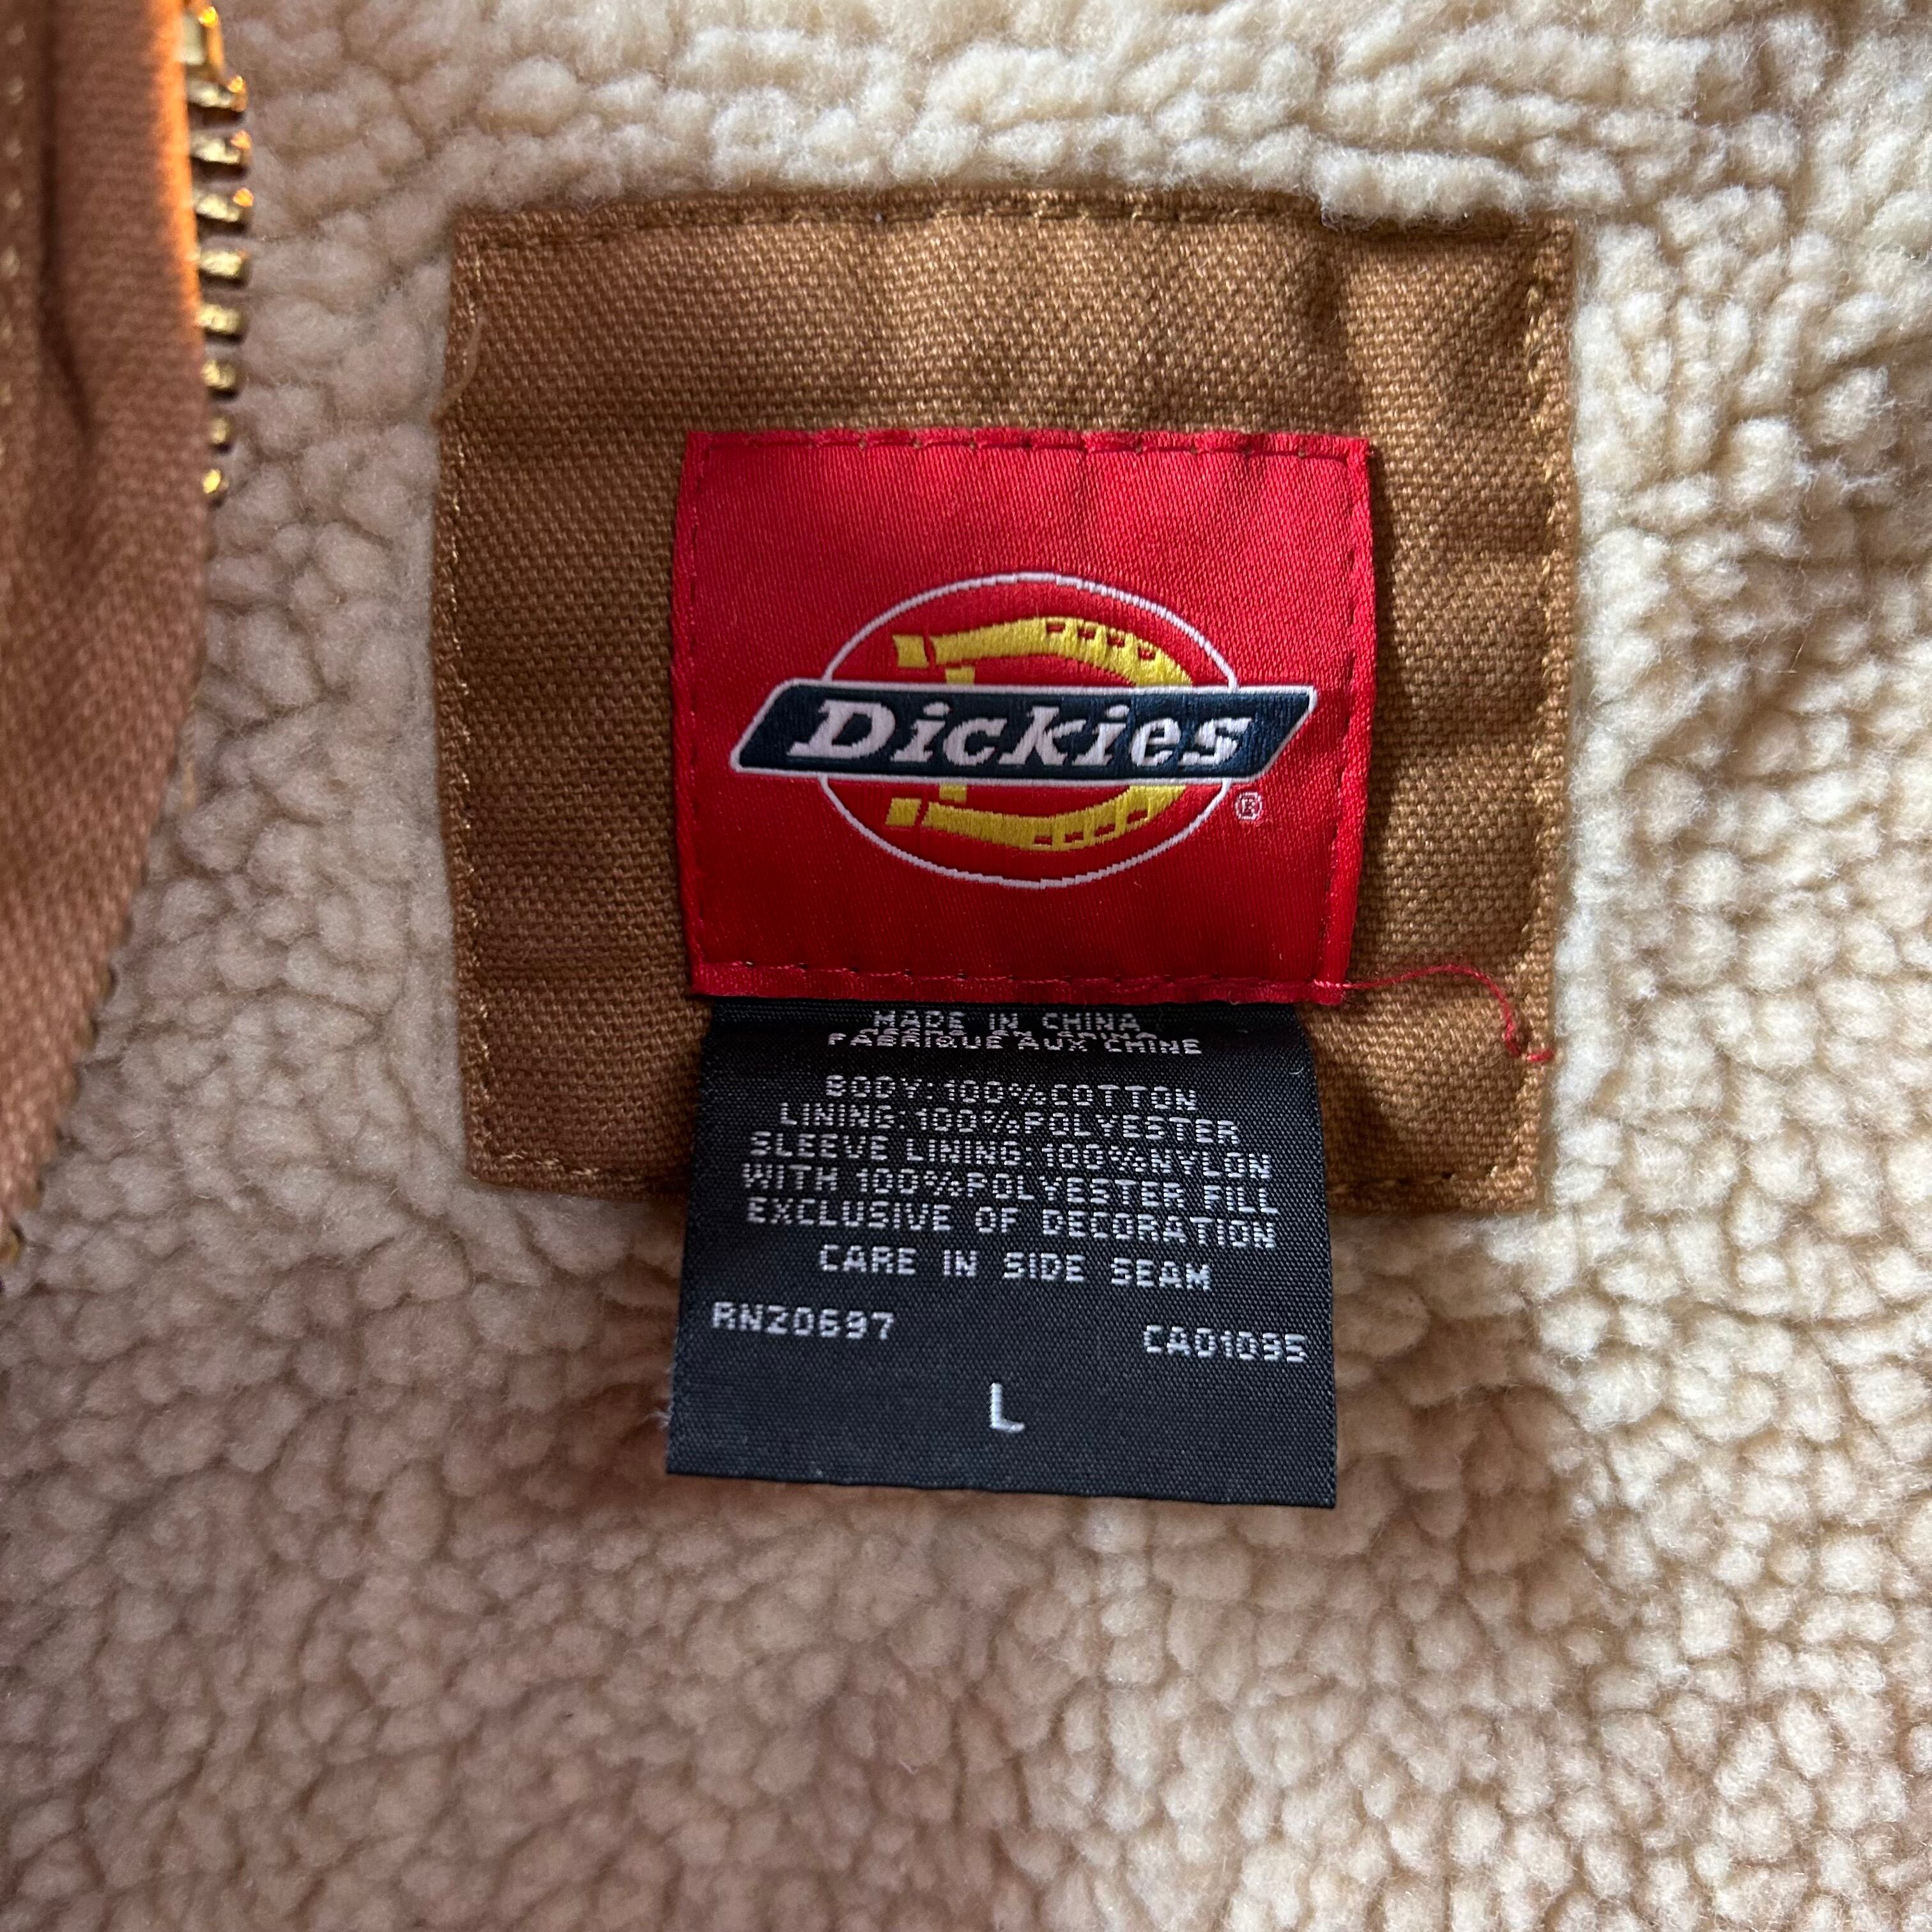 Dickies
®
MADE IN CHINA
FABRIQUE AUX CHINE
BODY: 100% COTTON
LINING: 100% POLYESTER
SLEEVE LINING: 100% NYLON
WITH 100% POLYESTER FILL
EXCLUSIVE OF DECORATION
CARE IN SIDE SEAM
RN20697 CA01095
L